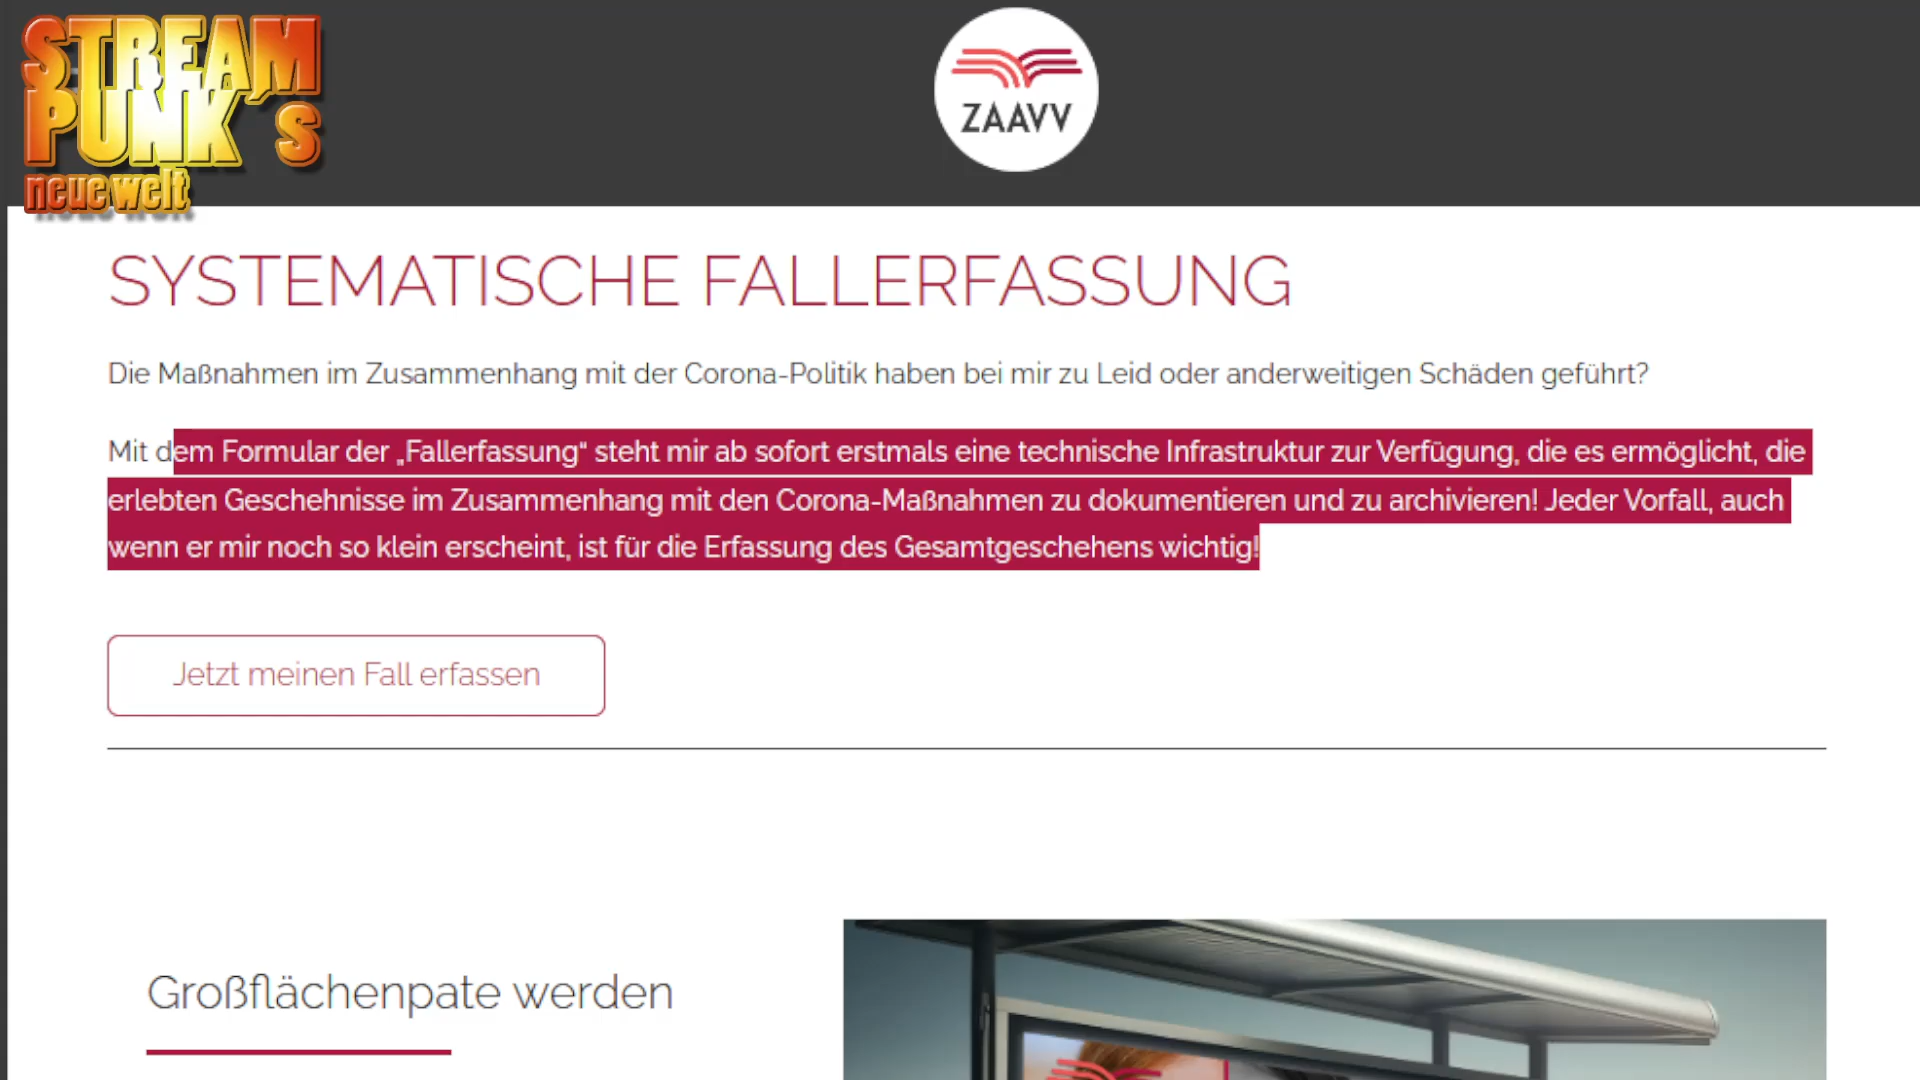 STREAM
PUNK´s
neue welt
ZAAVV
SYSTEMATISCHE FALLERFASSUNG
Die Maßnahmen im Zusammenhang mit der Corona-Politik haben bei mir zu Leid oder anderweitigen Schäden geführt?
Mit dem Formular der „Fallerfassung“ steht mir ab sofort erstmals eine technische Infrastruktur zur Verfügung, die es ermöglicht, die
erlebten Geschehnisse im Zusammenhang mit den Corona-Maßnahmen zu dokumentieren und zu archivieren! Jeder Vorfall, auch
wenn er mir noch so klein erscheint, ist für die Erfassung des Gesamtgeschehens wichtig!
Jetzt meinen Fall erfassen
Großflächenpate werden